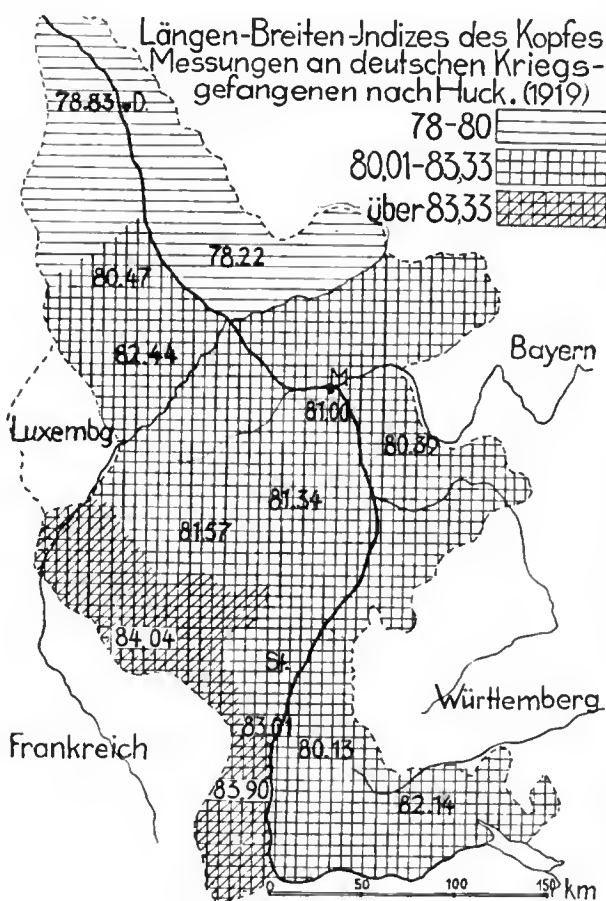 Längen-Breiten-Jndizes des Kopfes
Messungen an deutschen Kriegs-
gefangenen nach Huck. (1919)
78-80
80,01-83,33
über 83,33
78.83 D.
78.22
80.47
82.44
Bayern
M
81.00
Luxembg
80.89
81.34
81.57
84.04
St.
83.01
Württemberg
Frankreich
80.13
83.90
82.14
0 50 100 150 km